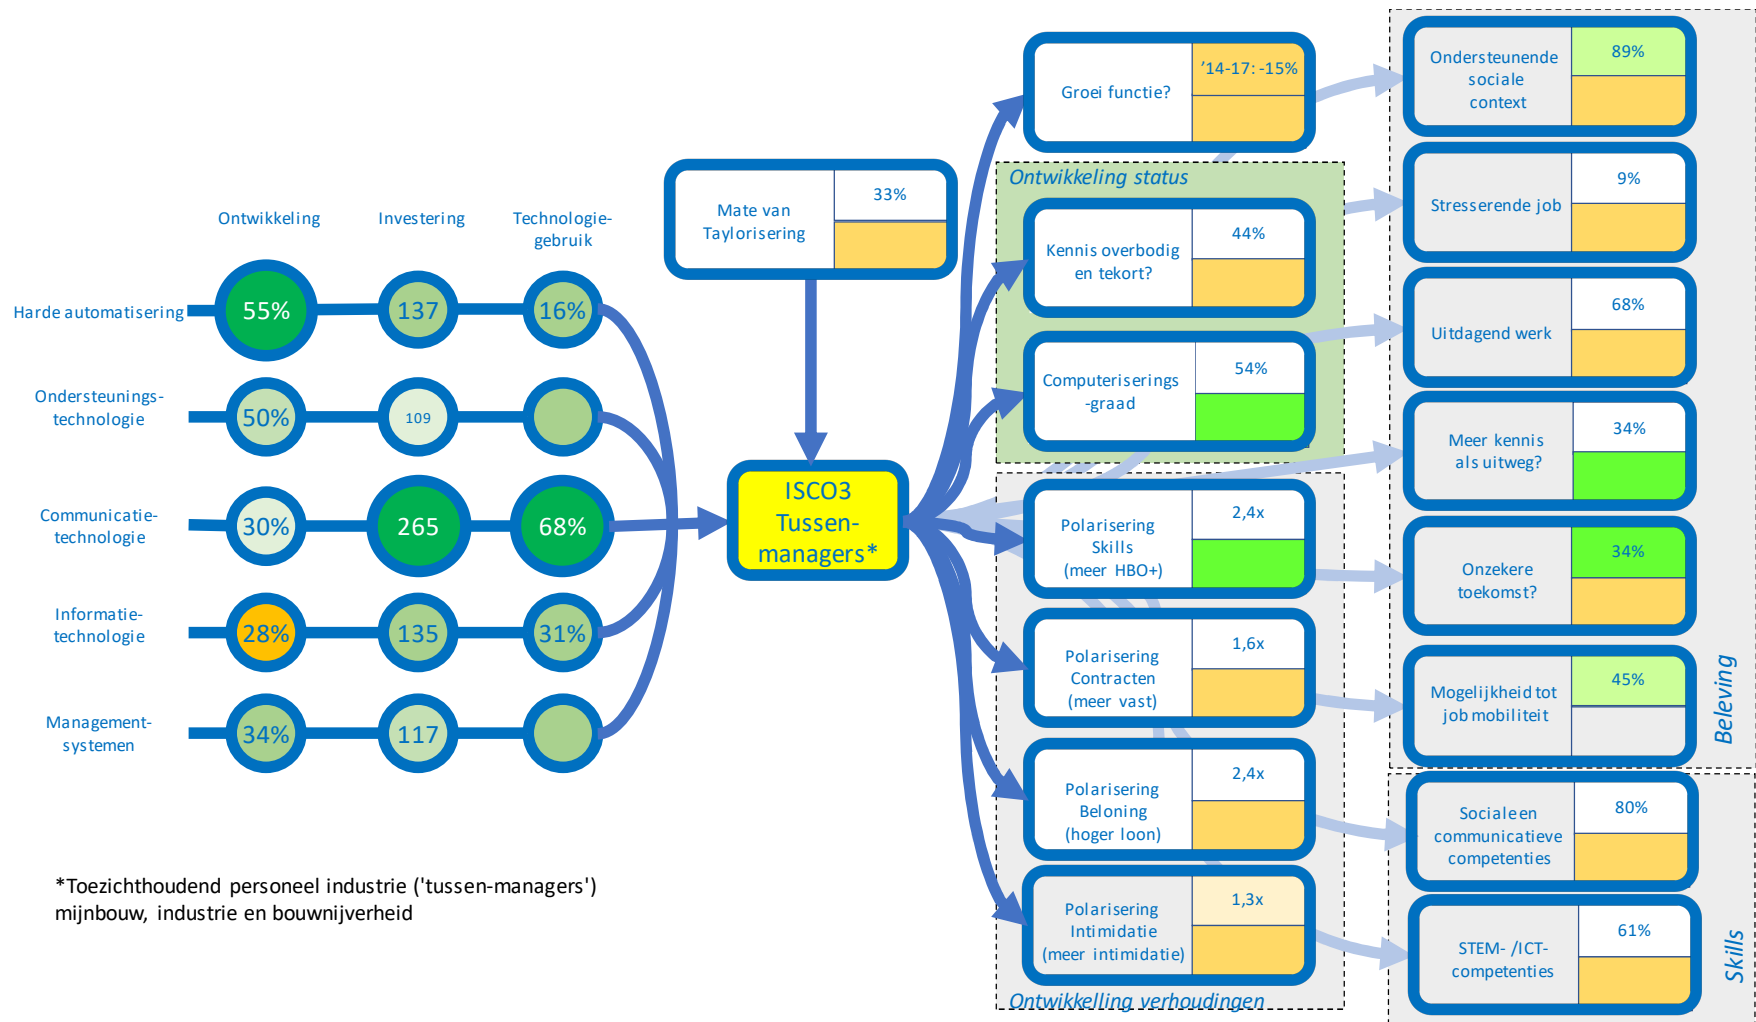 Ontwikkeling
Investering
Technologie-
gebruik
Harde automatisering
55%
137
16%
Ondersteunings-
technologie
50%
109
Communicatie-
technologie
30%
265
68%
Informatie-
technologie
28%
135
31%
Management-
systemen
34%
117
*Toezichthoudend personeel industrie ('tussen-managers')
mijnbouw, industrie en bouwnijverheid
Mate van
Taylorisering
33%
ISCO3
Tussen-
managers*
Groei functie?
'14-17: -15%
Ontwikkeling status
Kennis overbodig
en tekort?
44%
Computeriserings
-graad
54%
Polarisering
Skills
(meer HBO+)
2,4x
Polarisering
Contracten
(meer vast)
1,6x
Polarisering
Beloning
(hoger loon)
2,4x
Polarisering
Intimidatie
(meer intimidatie)
1,3x
Ontwikkelling verhoudingen
Ondersteunende
sociale
context
89%
Stresserende job
9%
Uitdagend werk
68%
Meer kennis
als uitweg?
34%
Onzekere
toekomst?
34%
Mogelijkheid tot
job mobiliteit
45%
Beleving
Sociale en
communicatieve
competenties
80%
STEM- /ICT-
competenties
61%
Skills